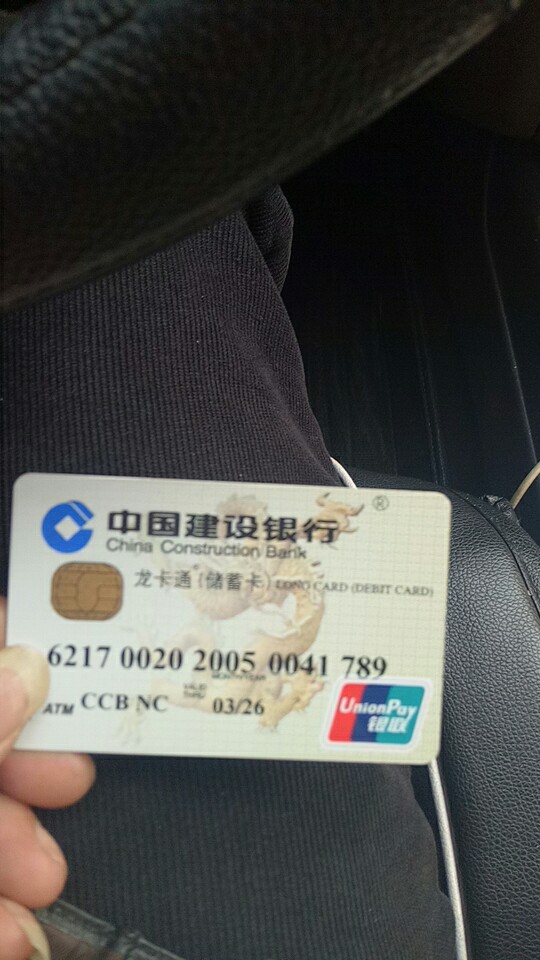 ®
中国建设银行
China Construction Bank
龙卡通(储蓄卡) LONG CARD (DEBIT CARD)
6217 0020 2005 0041 789
MONTH/YEAR
ATM CCB NC VALID THRU 03/26
UnionPay
银联